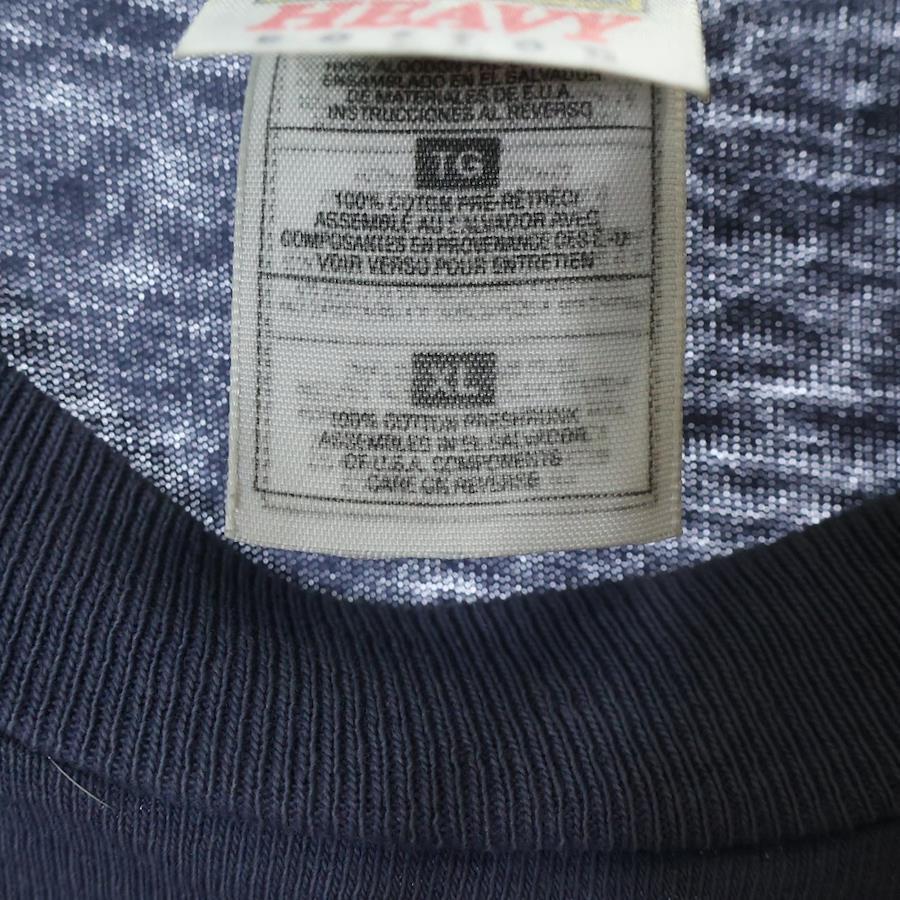 HEAVY
COTTON
100% ALGODON
ENSAMBLADO EN EL SALVADOR
DE MATERIALES DE E.U.A.
INSTRUCCIONES AL REVERSO
TG
100% COTON PRE-RETRECI
ASSEMBLE AU SALVADOR AVEC
COMPOSANTES EN PROVENANCE DES E.-U.
VOIR VERSO POUR ENTRETIEN
XL
100% COTTON PRESHRUNK
ASSEMBLED IN EL SALVADOR
OF U.S.A. COMPONENTS
CARE ON REVERSE